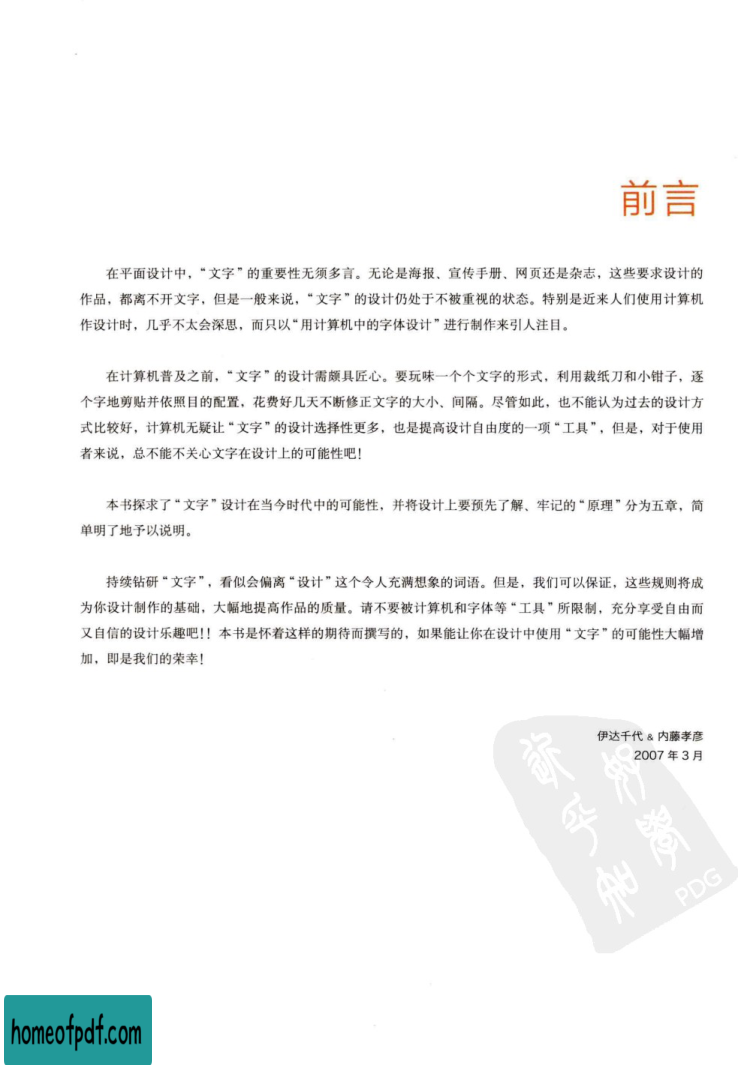 前言
在平面设计中，“文字”的重要性无须多言。无论是海报、宣传手册、网页还是杂志，这些要求设计的
作品，都离不开文字，但是一般来说，“文字”的设计仍处于不被重视的状态。特别是近来人们使用计算机
作设计时，几乎不太会深思，而只以“用计算机中的字体设计”进行制作来引人注目。
在计算机普及之前，“文字”的设计需颇具匠心。要玩味一个个文字的形式，利用裁纸刀和小钳子，逐
个字地剪贴并依照目的配置，花费好几天不断修正文字的大小、间隔。尽管如此，也不能认为过去的设计方
式比较好，计算机无疑让“文字”的设计选择性更多，也是提高设计自由度的一项“工具”，但是，对于使用
者来说，总不能不关心文字在设计上的可能性吧！
本书探求了“文字”设计在当今时代中的可能性，并将设计上要预先了解、牢记的“原理”分为五章，简
单明了地予以说明。
持续钻研“文字”，看似会偏离“设计”这个令人充满想象的词语。但是，我们可以保证，这些规则将成
为你设计制作的基础，大幅地提高作品的质量。请不要被计算机和字体等“工具”所限制，充分享受自由而
又自信的设计乐趣吧！！本书是怀着这样的期待而撰写的，如果能让你在设计中使用“文字”的可能性大幅增
加，即是我们的荣幸！
伊达千代 & 内藤孝彦
2007 年 3 月
PDG
homeofpdf.com